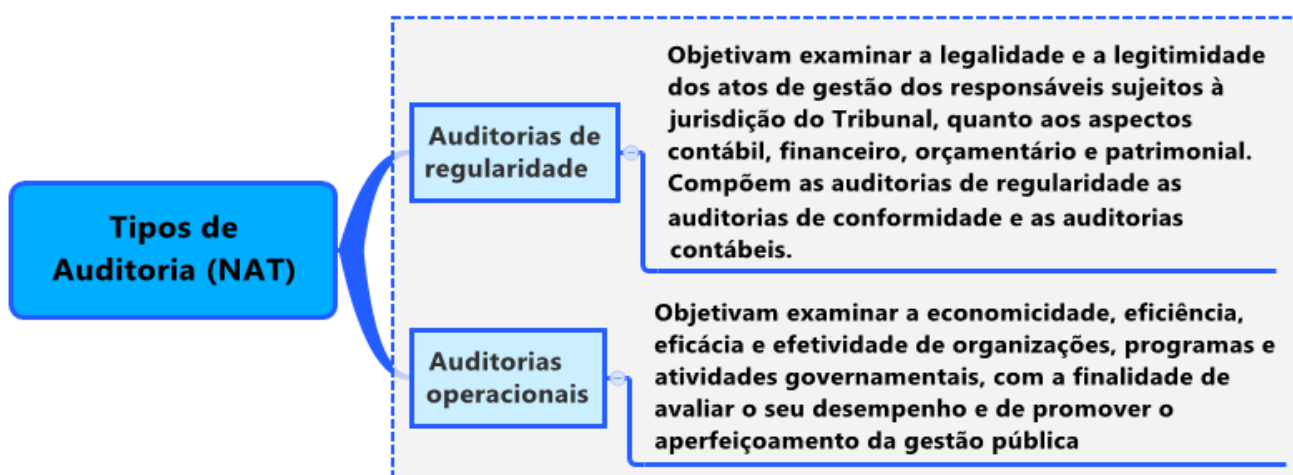 Tipos de
Auditoria (NAT)
Auditorias de
regularidade
Objetivam examinar a legalidade e a legitimidade
dos atos de gestão dos responsáveis sujeitos à
jurisdição do Tribunal, quanto aos aspectos
contábil, financeiro, orçamentário e patrimonial.
Compõem as auditorias de regularidade as
auditorias de conformidade e as auditorias
contábeis.
Auditorias
operacionais
Objetivam examinar a economicidade, eficiência,
eficácia e efetividade de organizações, programas e
atividades governamentais, com a finalidade de
avaliar o seu desempenho e de promover o
aperfeiçoamento da gestão pública